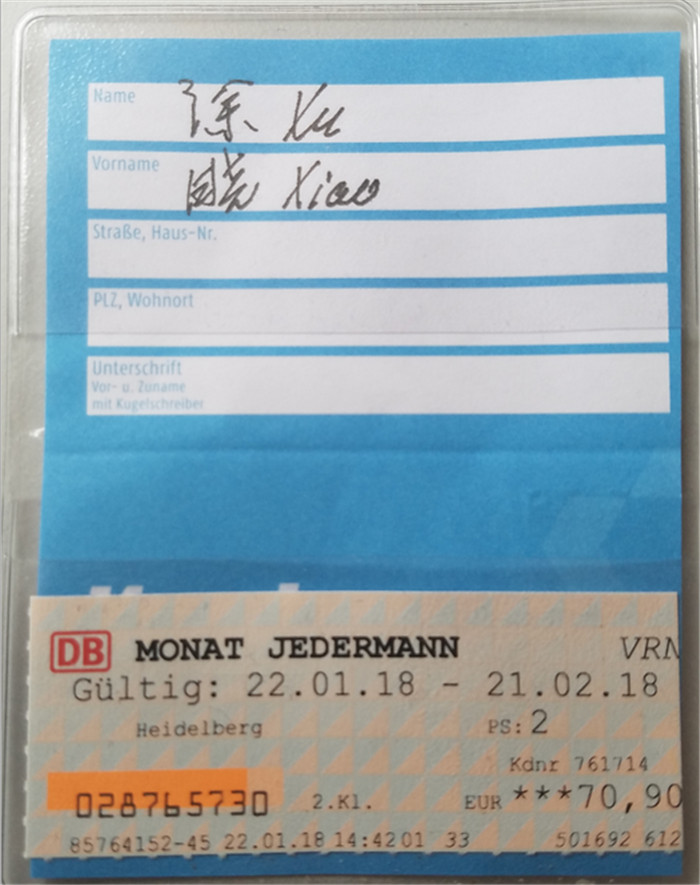 Name 徐 Xu
Vorname 晓 Xiao
Straße, Haus-Nr.
PLZ, Wohnort
Unterschrift
Vor- u. Zuname
mit Kugelschreiber
DB MONAT JEDERMANN VRN
Gültig: 22.01.18 - 21.02.18
Heidelberg PS: 2
Kdnr 761714
028765730 2.Kl. EUR ***70,90
85764152-45 22.01.18 14:4201 33 501692 612